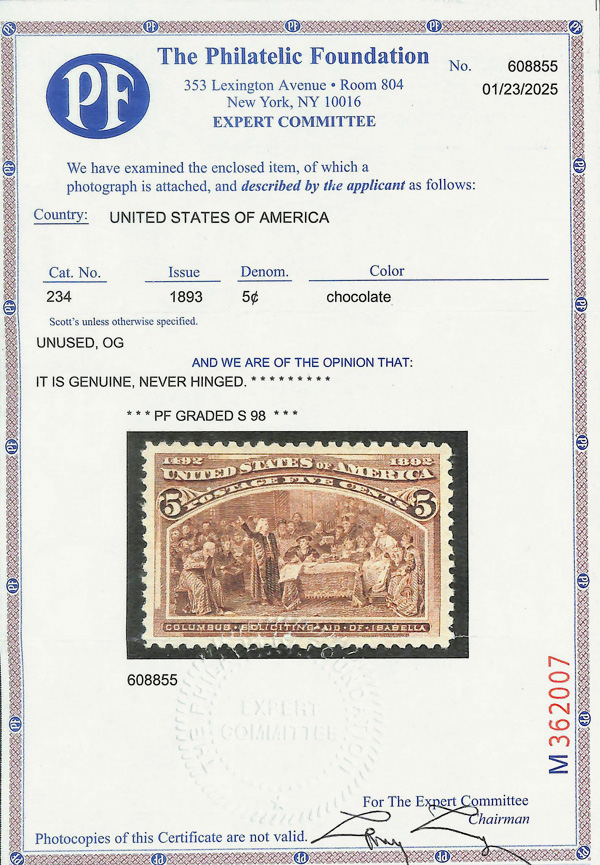 PF
The Philatelic Foundation
353 Lexington Avenue • Room 804
New York, NY 10016
EXPERT COMMITTEE
No. 608855
01/23/2025
We have examined the enclosed item, of which a
photograph is attached, and described by the applicant as follows:
Country: UNITED STATES OF AMERICA
Cat. No. Issue Denom. Color
234 1893 5¢ chocolate
Scott's unless otherwise specified.
UNUSED, OG
AND WE ARE OF THE OPINION THAT:
IT IS GENUINE, NEVER HINGED. * * * * * * * * *
* * * PF GRADED S 98 * * *
1492 1892
UNITED STATES OF AMERICA
5 POSTAGE FIVE CENTS 5
COLUMBUS SOLICITING AID OF ISABELLA
608855
THE PHILATELIC FOUNDATION
EXPERT
COMMITTEE
M 362007
For The Expert Committee
Chairman
Photocopies of this Certificate are not valid.